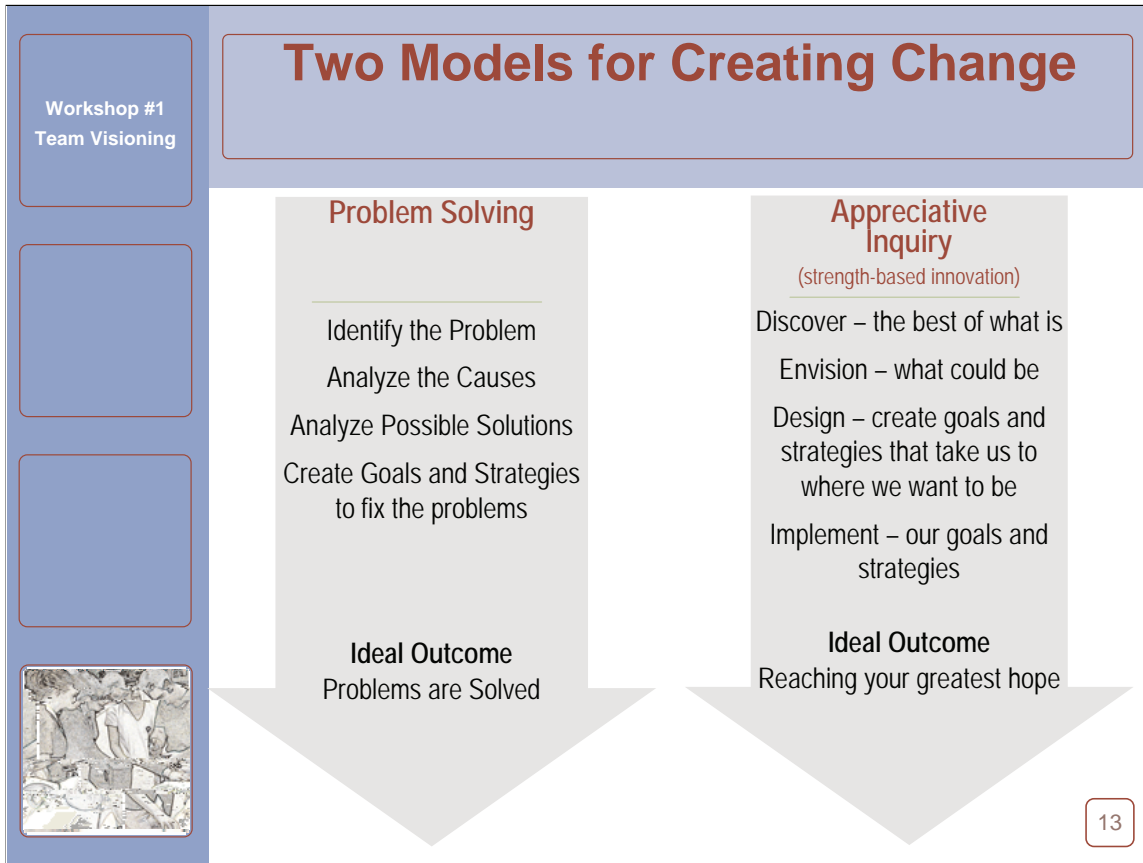 Workshop #1
Team Visioning
Two Models for Creating Change
Problem Solving
Identify the Problem
Analyze the Causes
Analyze Possible Solutions
Create Goals and Strategies
to fix the problems
Ideal Outcome
Problems are Solved
Appreciative
Inquiry
(strength-based innovation)
Discover – the best of what is
Envision – what could be
Design – create goals and
strategies that take us to
where we want to be
Implement – our goals and
strategies
Ideal Outcome
Reaching your greatest hope
13